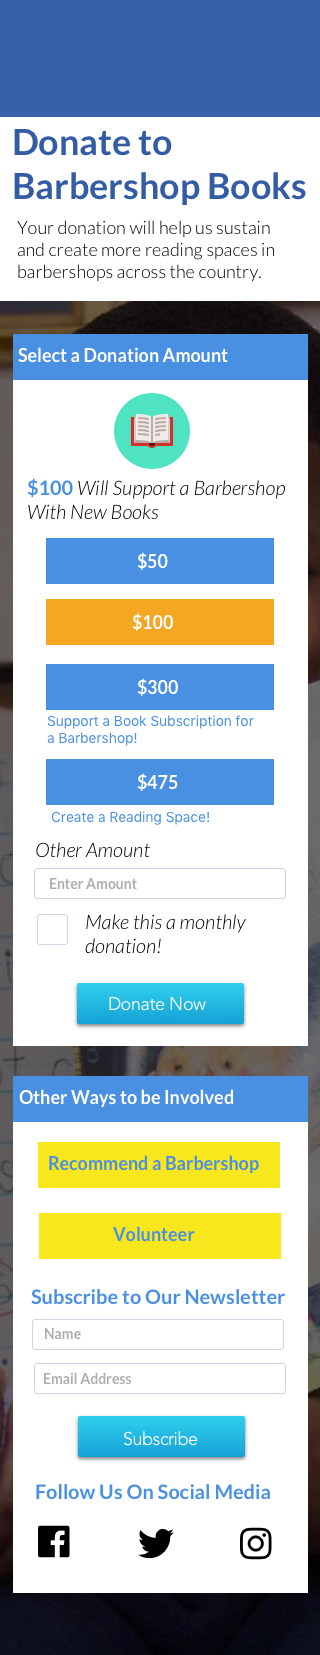 Donate to
Barbershop Books
Your donation will help us sustain
and create more reading spaces in
barbershops across the country.
Select a Donation Amount
$100 Will Support a Barbershop
With New Books
$50
$100
$300
Support a Book Subscription for
a Barbershop!
$475
Create a Reading Space!
Other Amount
Enter Amount
Make this a monthly
donation!
Donate Now
Other Ways to be Involved
Recommend a Barbershop
Volunteer
Subscribe to Our Newsletter
Name
Email Address
Subscribe
Follow Us On Social Media